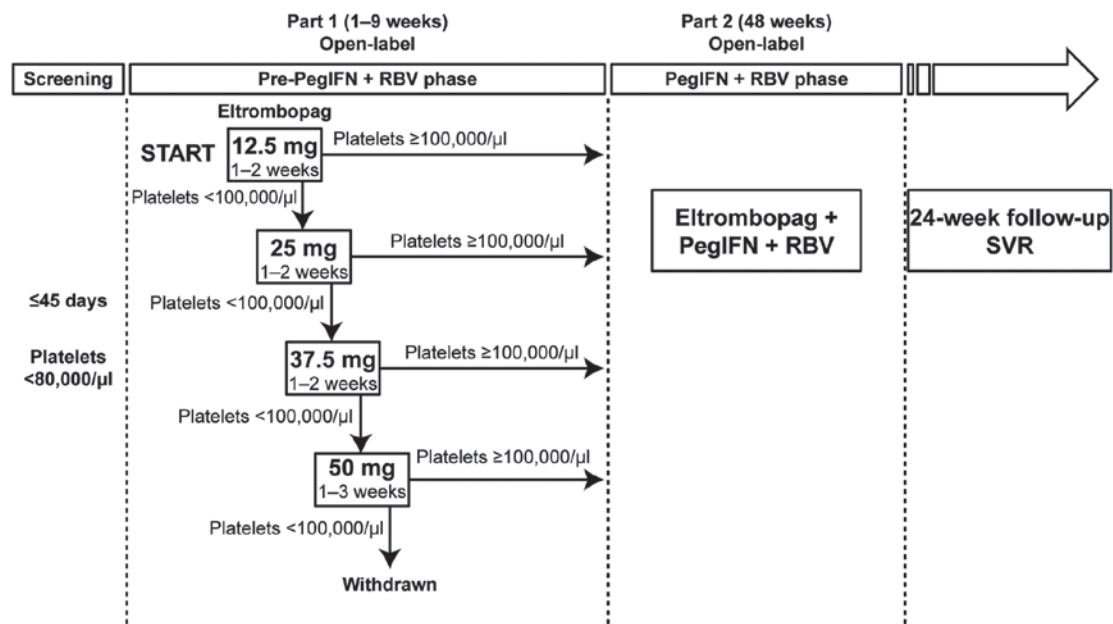 Part 1 (1–9 weeks)
Open-label
Part 2 (48 weeks)
Open-label
Screening
Pre-PegIFN + RBV phase
PegIFN + RBV phase
Eltrombopag
START
12.5 mg
1–2 weeks
Platelets ≥100,000/µl
Platelets <100,000/µl
25 mg
1–2 weeks
Platelets ≥100,000/µl
Platelets <100,000/µl
37.5 mg
1–2 weeks
Platelets ≥100,000/µl
Platelets <100,000/µl
50 mg
1–3 weeks
Platelets ≥100,000/µl
Platelets <100,000/µl
Withdrawn
≤45 days
Platelets
<80,000/µl
Eltrombopag +
PegIFN + RBV
24-week follow-up
SVR